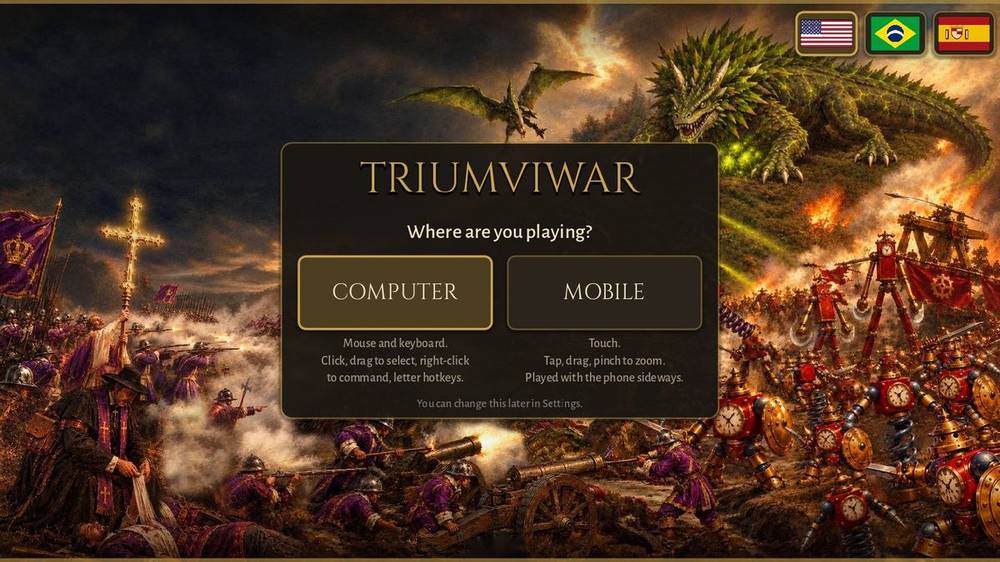 TRIUMVIWAR
Where are you playing?
COMPUTER
MOBILE
Mouse and keyboard.
Click, drag to select, right-click
to command, letter hotkeys.
Touch.
Tap, drag, pinch to zoom.
Played with the phone sideways.
You can change this later in Settings.